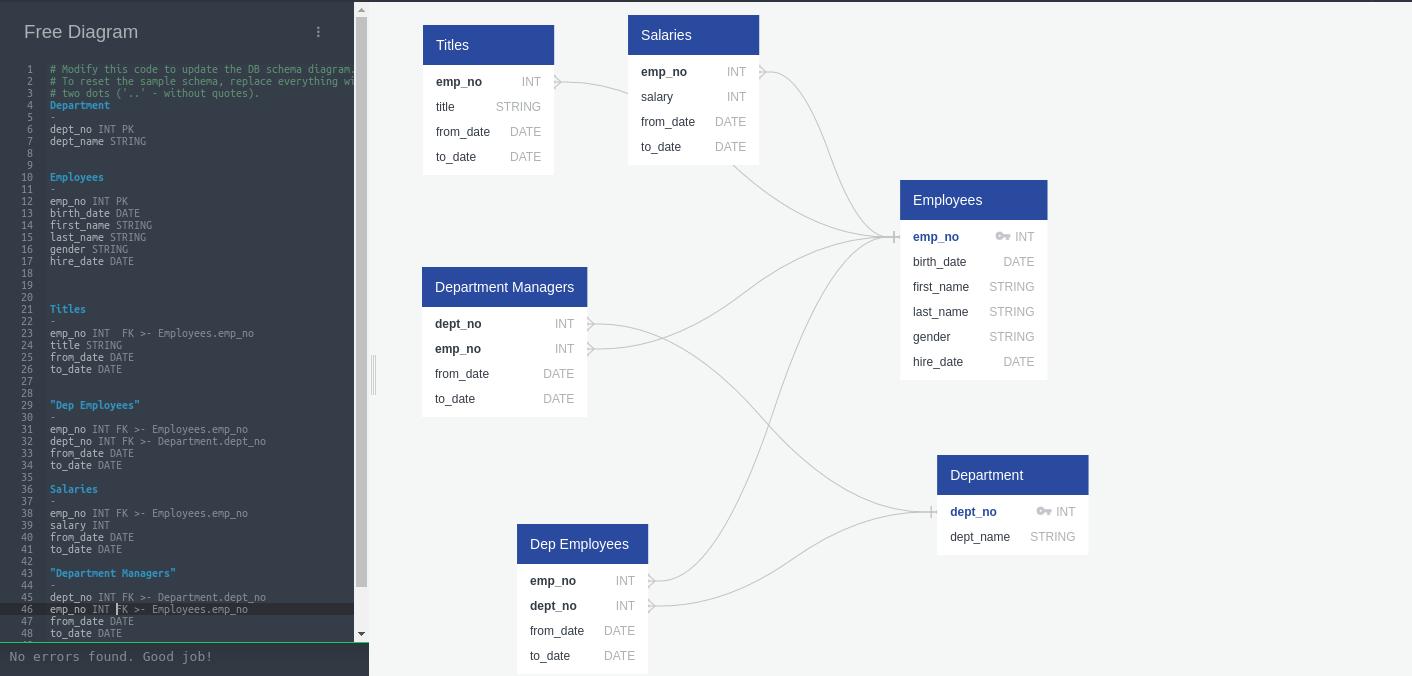 Free Diagram
1 # Modify this code to update the DB schema diagram.
2 # To reset the sample schema, replace everything wi
3 # two dots ('..' - without quotes).
4 Department
5 -
6 dept_no INT PK
7 dept_name STRING
8
9
10 Employees
11 -
12 emp_no INT PK
13 birth_date DATE
14 first_name STRING
15 last_name STRING
16 gender STRING
17 hire_date DATE
18
19
20
21 Titles
22 -
23 emp_no INT  FK >- Employees.emp_no
24 title STRING
25 from_date DATE
26 to_date DATE
27
28
29 "Dep Employees"
30 -
31 emp_no INT FK >- Employees.emp_no
32 dept_no INT FK >- Department.dept_no
33 from_date DATE
34 to_date DATE
35
36 Salaries
37 -
38 emp_no INT FK >- Employees.emp_no
39 salary INT
40 from_date DATE
41 to_date DATE
42
43 "Department Managers"
44 -
45 dept_no INT FK >- Department.dept_no
46 emp_no INT FK >- Employees.emp_no
47 from_date DATE
48 to_date DATE
No errors found. Good job!
Titles
emp_no INT
title STRING
from_date DATE
to_date DATE
Salaries
emp_no INT
salary INT
from_date DATE
to_date DATE
Employees
emp_no INT
birth_date DATE
first_name STRING
last_name STRING
gender STRING
hire_date DATE
Department Managers
dept_no INT
emp_no INT
from_date DATE
to_date DATE
Department
dept_no INT
dept_name STRING
Dep Employees
emp_no INT
dept_no INT
from_date DATE
to_date DATE